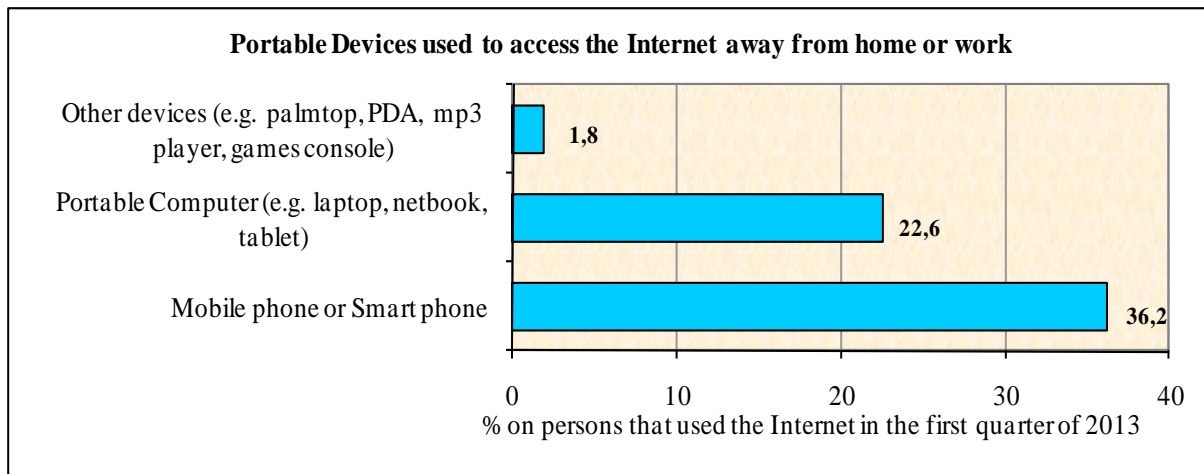 Portable Devices used to access the Internet away from home or work
Other devices (e.g. palmtop, PDA, mp3
player, games console)
1,8
Portable Computer (e.g. laptop, netbook,
tablet)
22,6
Mobile phone or Smart phone
36,2
0 10 20 30 40
% on persons that used the Internet in the first quarter of 2013